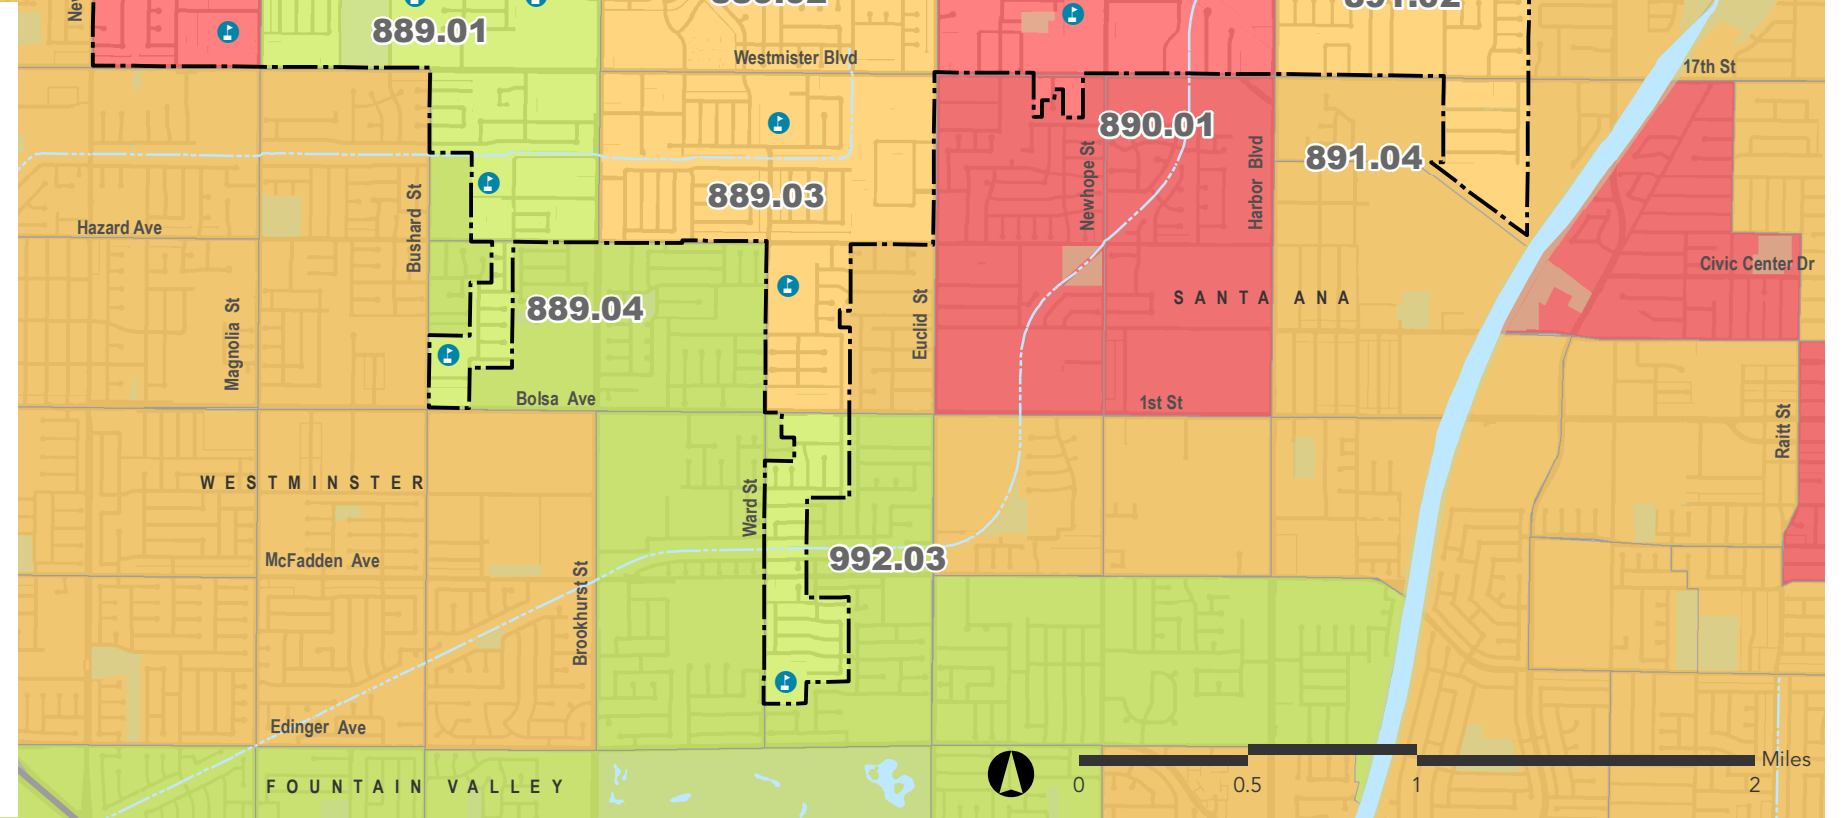 889.01
Westmister Blvd
17th St
890.01
891.04
889.03
Hazard Ave
Bushard St
Newhope St
Harbor Blvd
Civic Center Dr
SANTA ANA
889.04
Magnolia St
Euclid St
Bolsa Ave
1st St
Raitt St
WESTMINSTER
Ward St
McFadden Ave
992.03
Brookhurst St
Edinger Ave
FOUNTAIN VALLEY
Miles
0 0.5 1 2